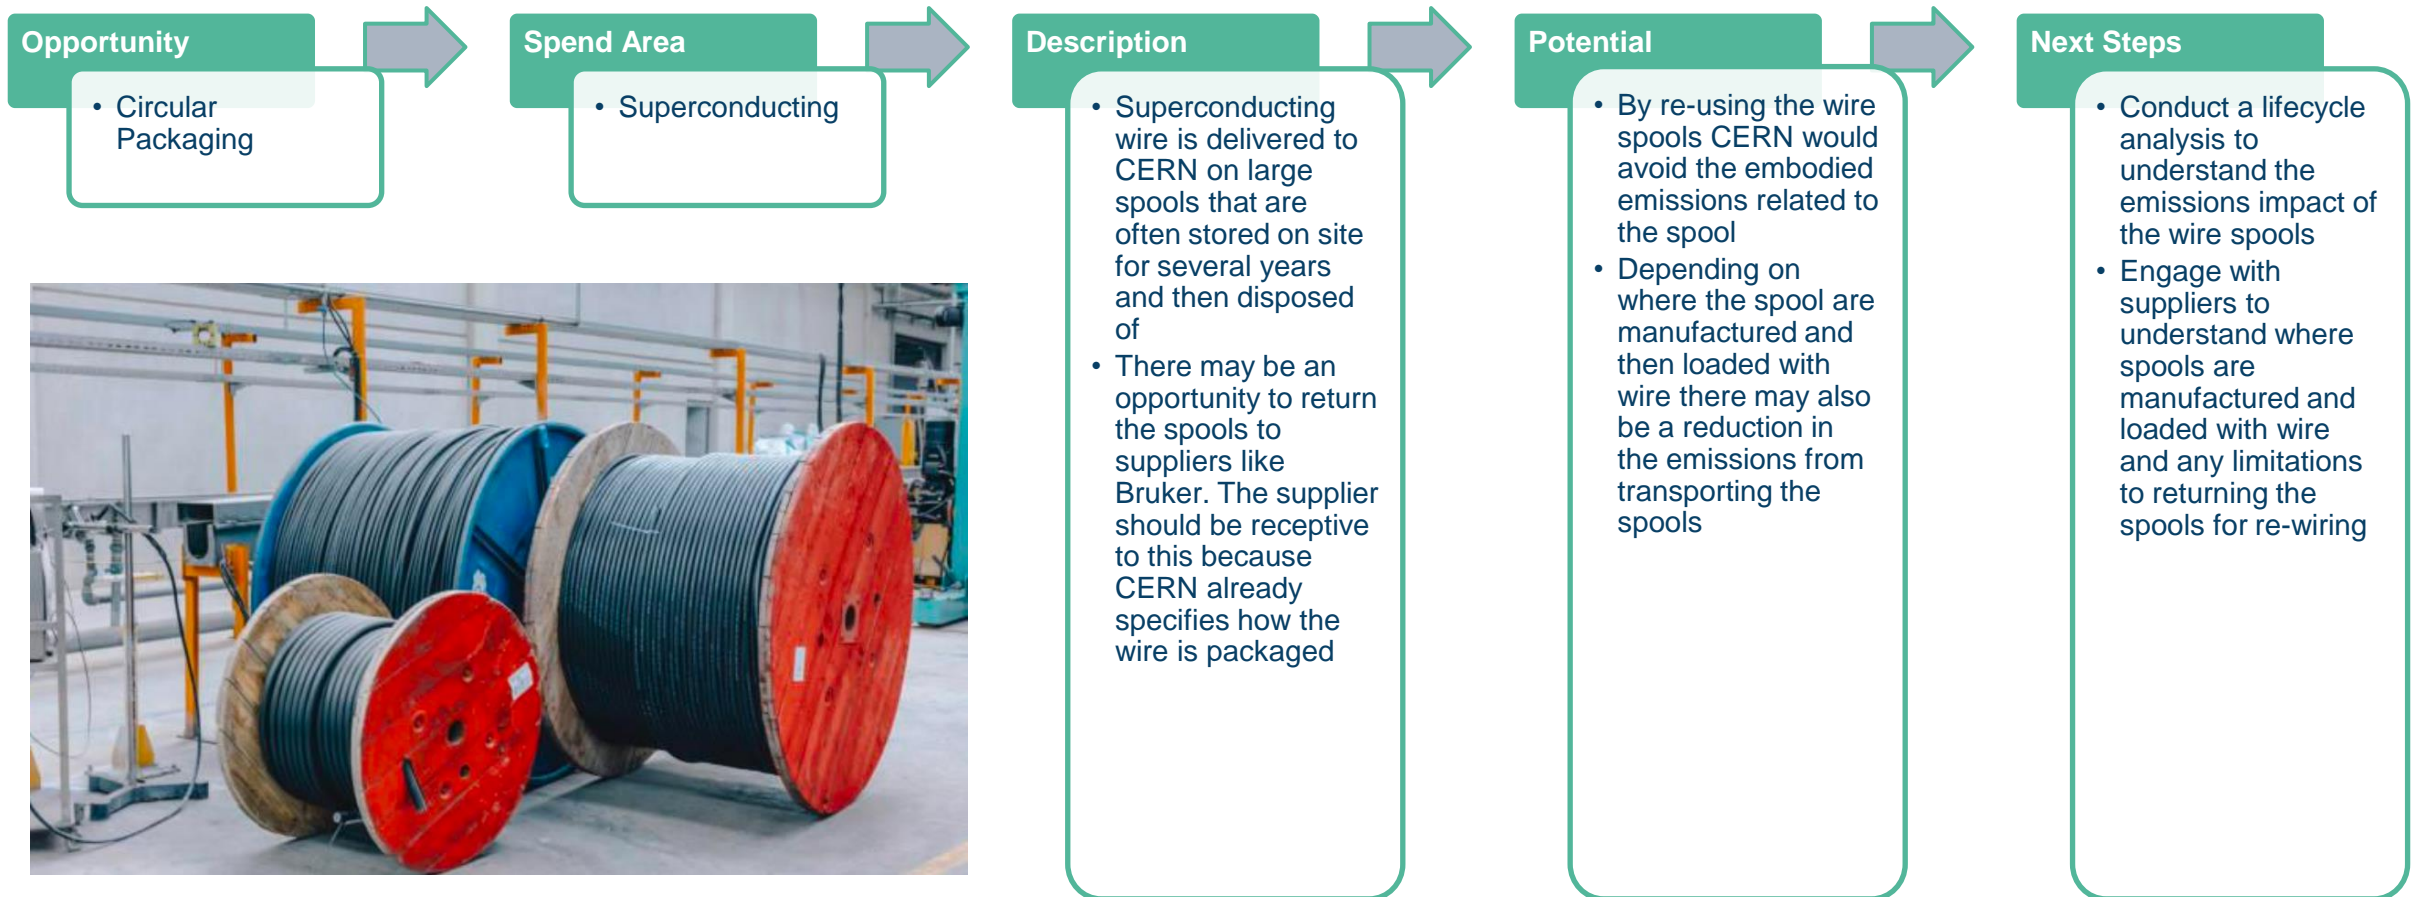 Opportunity
• Circular
Packaging
Spend Area
• Superconducting
Description
• Superconducting
wire is delivered to
CERN on large
spools that are
often stored on site
for several years
and then disposed
of
• There may be an
opportunity to return
the spools to
suppliers like
Bruker. The supplier
should be receptive
to this because
CERN already
specifies how the
wire is packaged
Potential
• By re-using the wire
spools CERN would
avoid the embodied
emissions related to
the spool
• Depending on
where the spool are
manufactured and
then loaded with
wire there may also
be a reduction in
the emissions from
transporting the
spools
Next Steps
• Conduct a lifecycle
analysis to
understand the
emissions impact of
the wire spools
• Engage with
suppliers to
understand where
spools are
manufactured and
loaded with wire
and any limitations
to returning the
spools for re-wiring